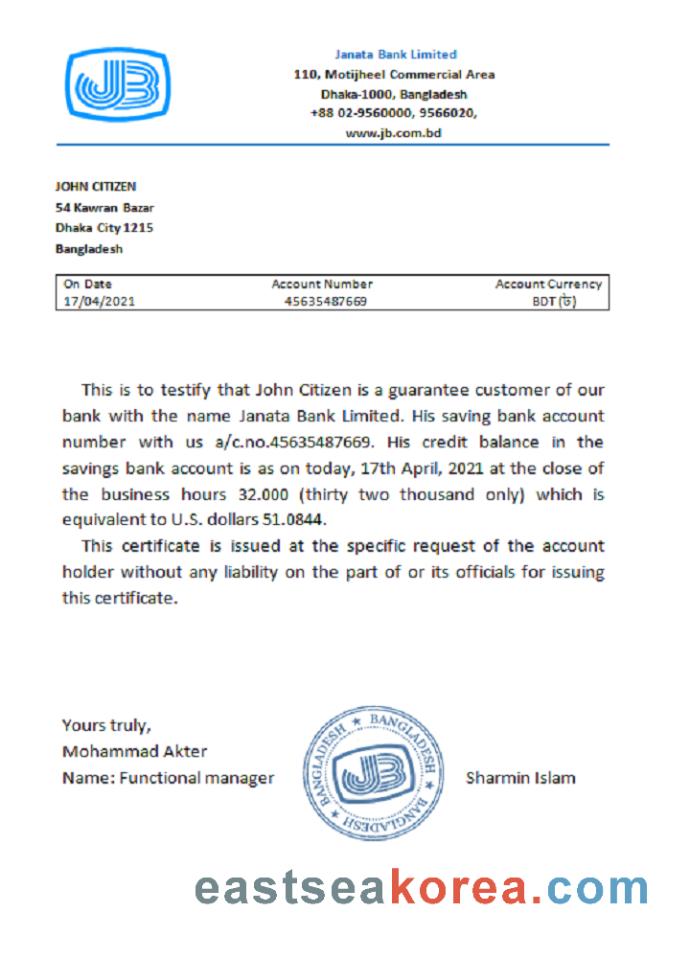 JB
Janata Bank Limited
110, Motijheel Commercial Area
Dhaka-1000, Bangladesh
+88 02-9560000, 9566020,
www.jb.com.bd
JOHN CITIZEN
54 Kawran Bazar
Dhaka City 1215
Bangladesh
On Date Account Number Account Currency
17/04/2021 45635487669 BDT (ট)
This is to testify that John Citizen is a guarantee customer of our
bank with the name Janata Bank Limited. His saving bank account
number with us a/c.no.45635487669. His credit balance in the
savings bank account is as on today, 17th April, 2021 at the close of
the business hours 32.000 (thirty two thousand only) which is
equivalent to U.S. dollars 51.0844.
This certificate is issued at the specific request of the account
holder without any liability on the part of or its officials for issuing
this certificate.
Yours truly,
Mohammad Akter
Name: Functional manager
BANGLADESH ★ BANGLADESH ★ BANGLADESH ★ BANGLADESH ★
JB
Sharmin Islam
eastseakorea.com